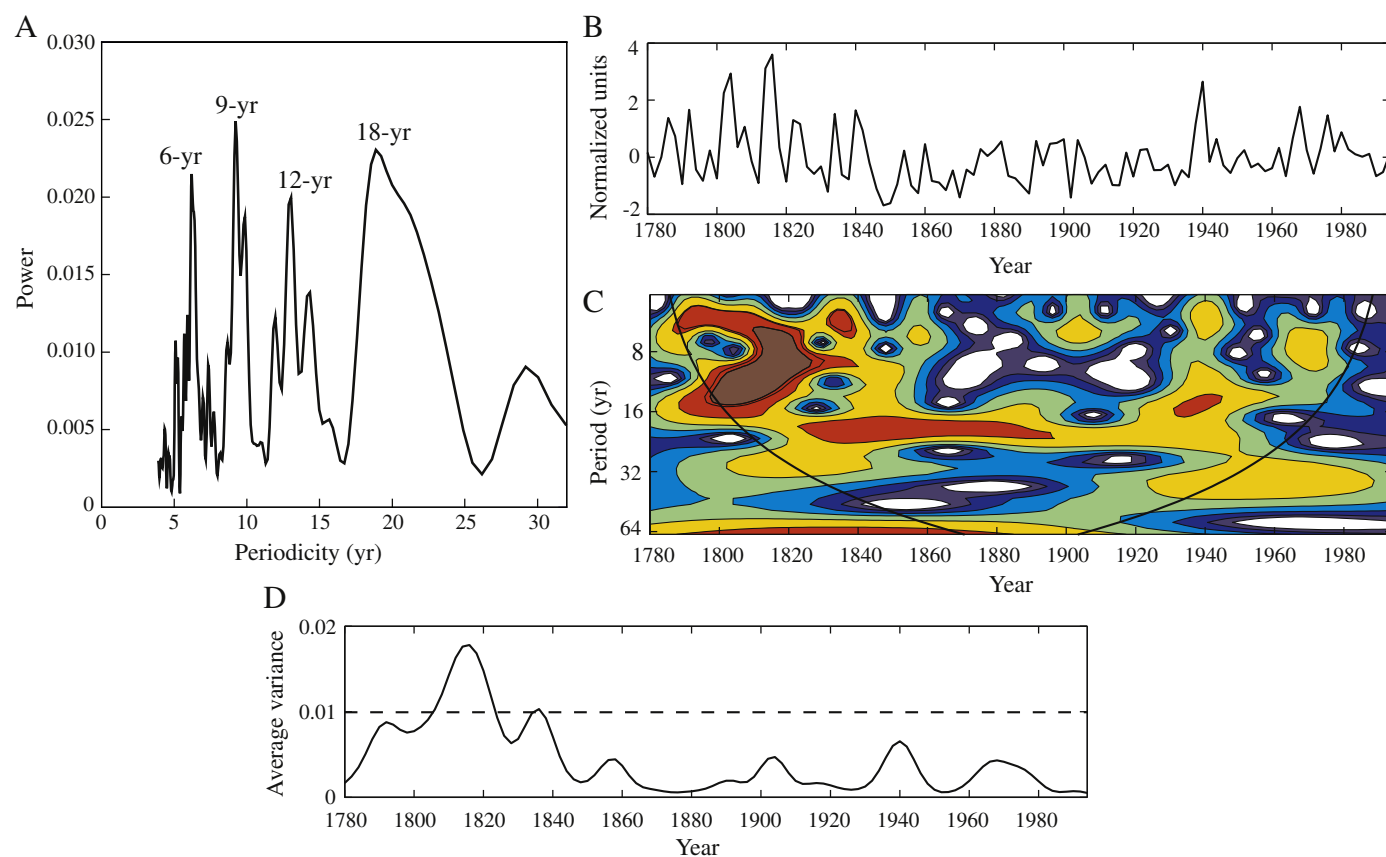 A
0.030
0.025
0.020
0.015
0.010
0.005
0
Power
6-yr
9-yr
12-yr
18-yr
0 5 10 15 20 25 30
Periodicity (yr)
B
4
2
0
-2
Normalized units
1780 1800 1820 1840 1860 1880 1900 1920 1940 1960 1980
Year
C
8
16
32
64
Period (yr)
1780 1800 1820 1840 1860 1880 1900 1920 1940 1960 1980
Year
D
0.02
0.01
0
Average variance
1780 1800 1820 1840 1860 1880 1900 1920 1940 1960 1980
Year